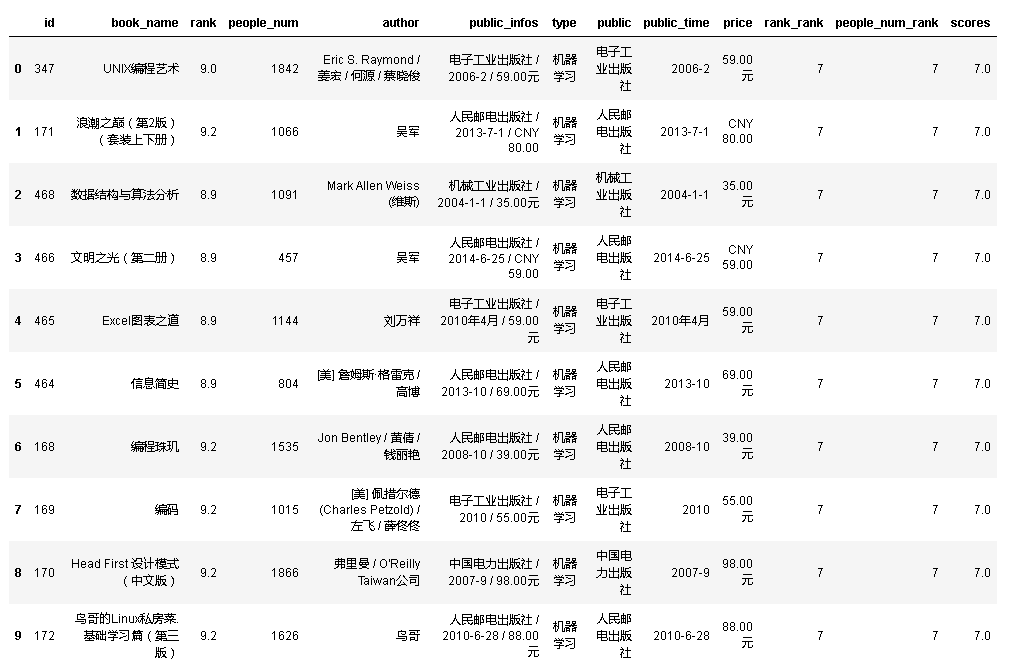 id book_name rank people_num author public_infos type public public_time price rank_rank people_num_rank scores
0 347 UNIX编程艺术 9.0 1842 Eric S. Raymond / 姜宏 / 何源 / 蔡晓俊 电子工业出版社 / 2006-2 / 59.00元 机器学习 电子工业出版社 2006-2 59.00元 7 7 7.0
1 171 浪潮之巅（第2版）（套装上下册） 9.2 1066 吴军 人民邮电出版社 / 2013-7-1 / CNY 80.00 机器学习 人民邮电出版社 2013-7-1 CNY 80.00 7 7 7.0
2 468 数据结构与算法分析 8.9 1091 Mark Allen Weiss (维斯) 机械工业出版社 / 2004-1-1 / 35.00元 机器学习 机械工业出版社 2004-1-1 35.00元 7 7 7.0
3 466 文明之光（第二册） 8.9 457 吴军 人民邮电出版社 / 2014-6-25 / CNY 59.00 机器学习 人民邮电出版社 2014-6-25 CNY 59.00 7 7 7.0
4 465 Excel图表之道 8.9 1144 刘万祥 电子工业出版社 / 2010年4月 / 59.00元 机器学习 电子工业出版社 2010年4月 59.00元 7 7 7.0
5 464 信息简史 8.9 804 [美] 詹姆斯·格雷克 / 高博 人民邮电出版社 / 2013-10 / 69.00元 机器学习 人民邮电出版社 2013-10 69.00元 7 7 7.0
6 168 编程珠玑 9.2 1535 Jon Bentley / 黄倩 / 钱丽艳 人民邮电出版社 / 2008-10 / 39.00元 机器学习 人民邮电出版社 2008-10 39.00元 7 7 7.0
7 169 编码 9.2 1015 [美] 佩措尔德 (Charles Petzold) / 左飞 / 薛佟佟 电子工业出版社 / 2010 / 55.00元 机器学习 电子工业出版社 2010 55.00元 7 7 7.0
8 170 Head First 设计模式（中文版） 9.2 1866 弗里曼 / O'Reilly Taiwan公司 中国电力出版社 / 2007-9 / 98.00元 机器学习 中国电力出版社 2007-9 98.00元 7 7 7.0
9 172 鸟哥的Linux私房菜.基础学习篇（第三版） 9.2 1626 鸟哥 人民邮电出版社 / 2010-6-28 / 88.00元 机器学习 人民邮电出版社 2010-6-28 88.00元 7 7 7.0